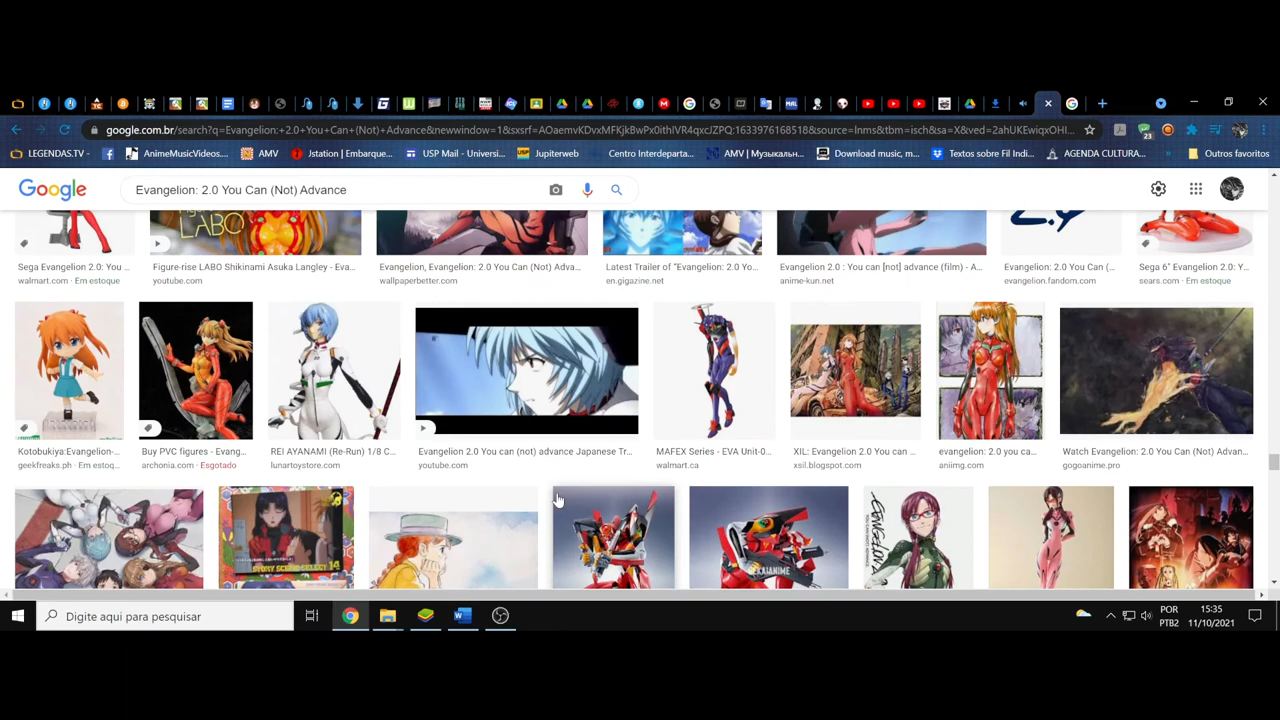 google.com.br/search?q=Evangelion:+2.0+You+Can+(Not)+Advance&newwindow=1&sxsrf=AOaemvKDvxMFKjkBwPx0ithIVR4qxcJZPQ:1633976168518&source=lnms&tbm=isch&sa=X&ved=2ahUKEwiqxOHI...
23
LEGENDAS.TV - AnimeMusicVideos.... AMV Jstation | Embarque... USP Mail - Universi... Jupiterweb Centro Interdeparta... AMV | Музыкальн... Download music, m... Textos sobre Fil Indi... AGENDA CULTURA... » Outros favoritos
Google Evangelion: 2.0 You Can (Not) Advance
LABO
Sega Evangelion 2.0: You ... Figure-rise LABO Shikinami Asuka Langley - Eva... Evangelion, Evangelion: 2.0 You Can (Not) Adva... Latest Trailer of "Evangelion: 2.0 Yo... Evangelion 2.0 : You can [not] advance (film) - A... Evangelion: 2.0 You Can (... Sega 6" Evangelion 2.0: Y...
walmart.com · Em estoque youtube.com wallpaperbetter.com en.gigazine.net anime-kun.net evangelion.fandom.com sears.com · Em estoque
Kotobukiya:Evangelion-... Buy PVC figures - Evang... REI AYANAMI (Re-Run) 1/8 C... Evangelion 2.0 You can (not) advance Japanese Tr... MAFEX Series - EVA Unit-0... XIL: Evangelion 2.0 You can ... evangelion: 2.0 you ca... Watch Evangelion: 2.0 You Can (Not) Advan...
geekfreaks.ph · Em estoq... archonia.com · Esgotado lunartoystore.com youtube.com walmart.ca xsil.blogspot.com aniimg.com gogoanime.pro
STORY SCENE SELECT 14
EVANGELION
Digite aqui para pesquisar
POR
PTB2
15:35
11/10/2021